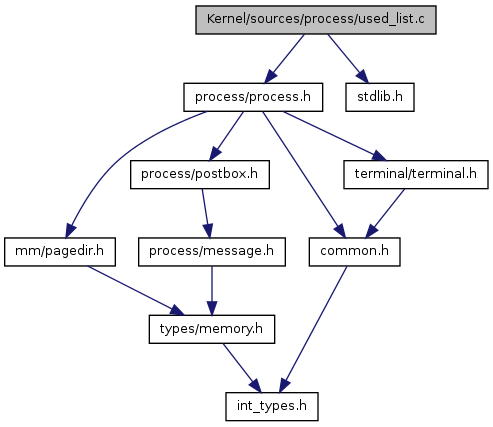 Kernel/sources/process/used_list.c
process/process.h
stdlib.h
process/postbox.h
terminal/terminal.h
mm/pagedir.h
process/message.h
common.h
types/memory.h
int_types.h